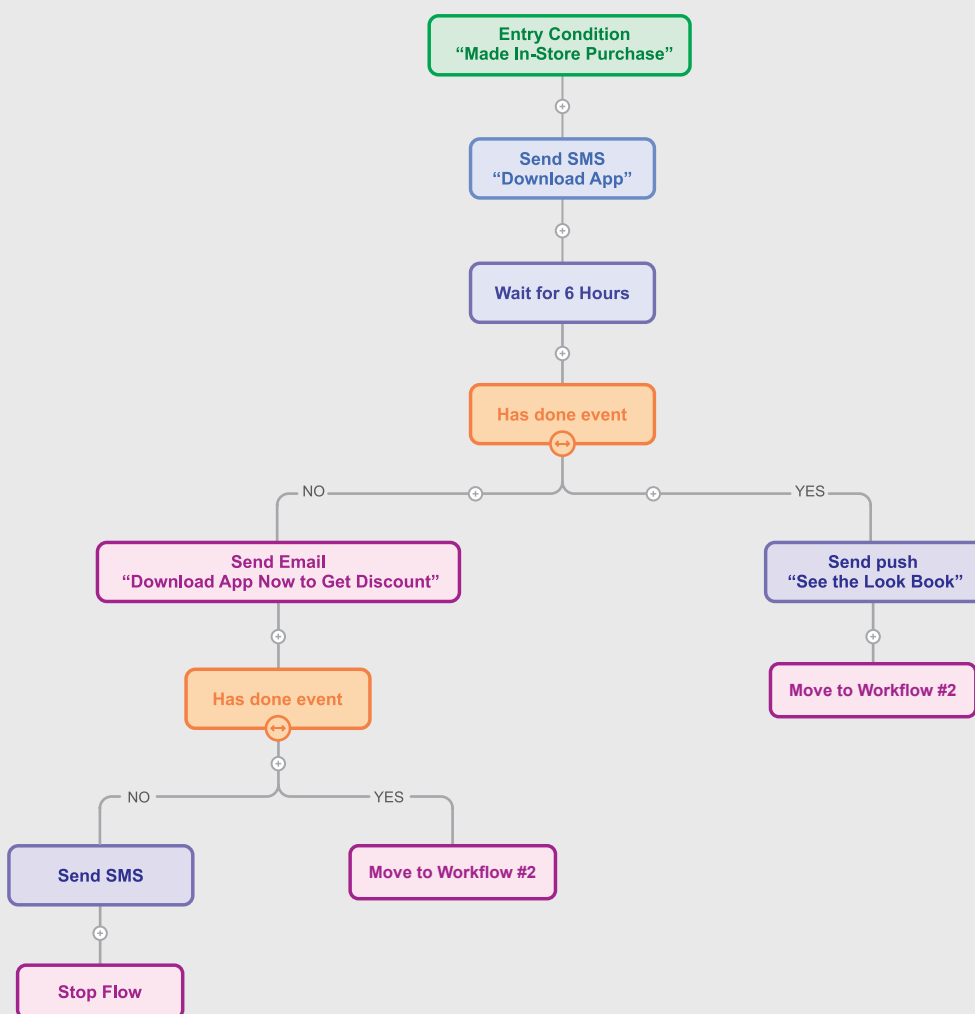 Entry Condition
“Made In-Store Purchase”
Send SMS
“Download App”
Wait for 6 Hours
Has done event
NO
YES
Send Email
“Download App Now to Get Discount”
Send push
“See the Look Book”
Has done event
Move to Workflow #2
NO
YES
Send SMS
Move to Workflow #2
Stop Flow